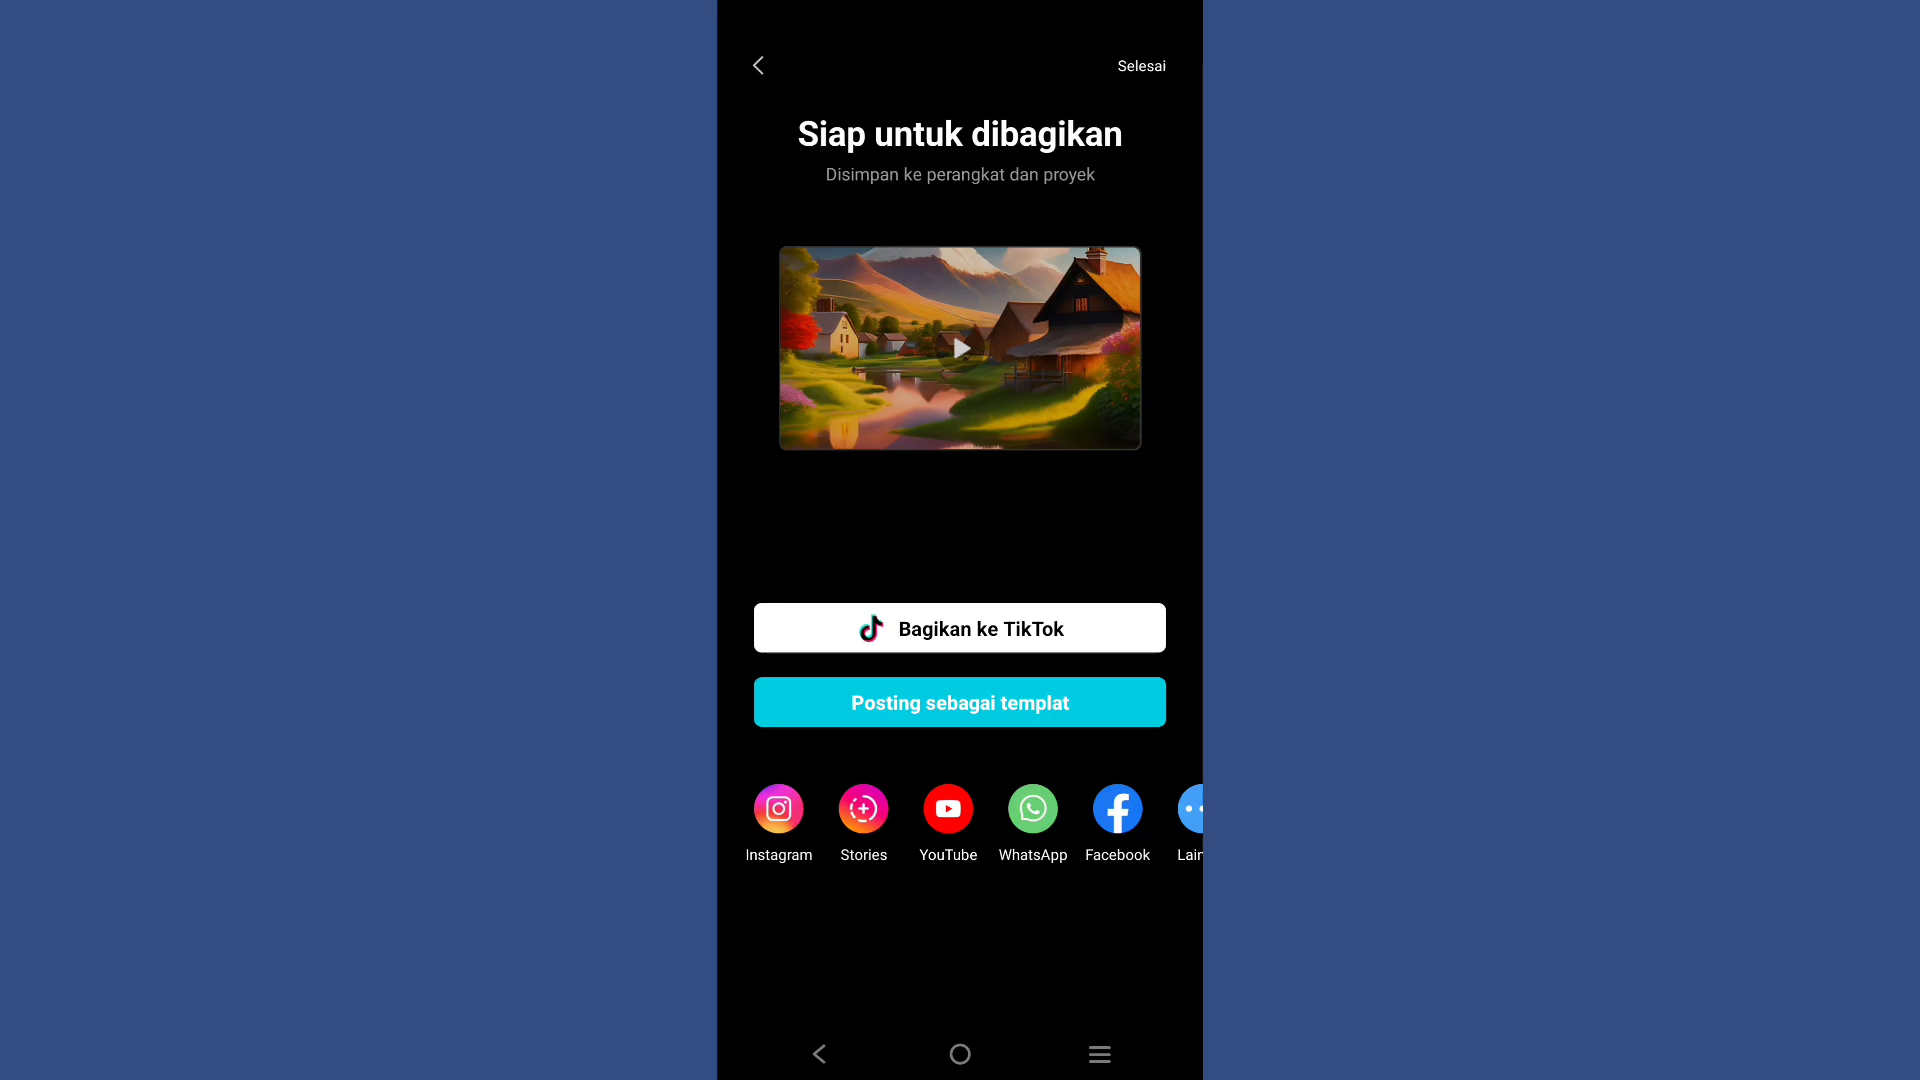 Selesai
Siap untuk dibagikan
Disimpan ke perangkat dan proyek
Bagikan ke TikTok
Posting sebagai templat
Instagram
Stories
YouTube
WhatsApp
Facebook
Lain